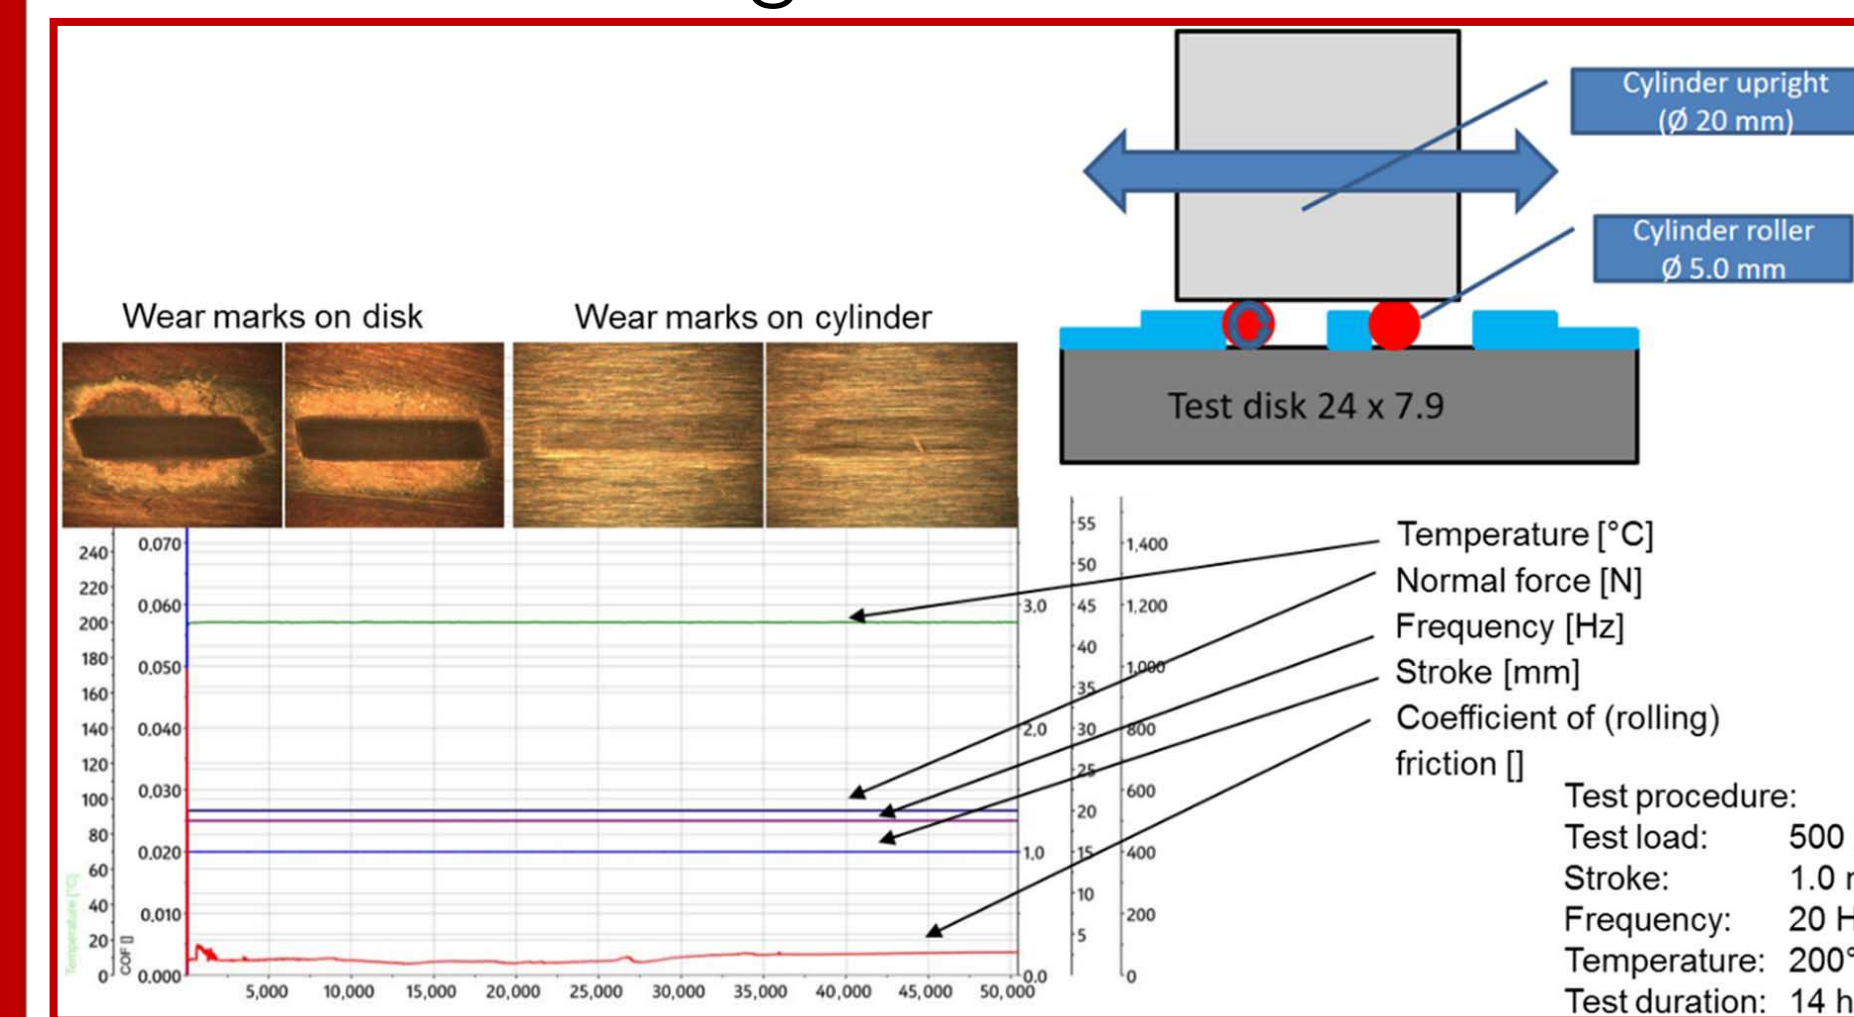 Cylinder upright
(Ø 20 mm)
Cylinder roller
Ø 5.0 mm
Wear marks on disk
Wear marks on cylinder
Test disk 24 x 7.9
Temperature [°C]
Normal force [N]
Frequency [Hz]
Stroke [mm]
Coefficient of (rolling)
friction []
Test procedure:
Test load: 500
Stroke: 1.0
Frequency: 20 H
Temperature: 200°
Test duration: 14 h
240
220
200
180
160
140
120
100
80
60
40
20
0
Temperature [°C]
0.070
0.060
0.050
0.040
0.030
0.020
0.010
0.000
COF []
5,000 10,000 15,000 20,000 25,000 30,000 35,000 40,000 45,000 50,000
3.0
2.0
1.0
0.0
55
50
45
40
35
30
25
20
15
10
5
1,400
1,200
1,000
800
600
400
200
0